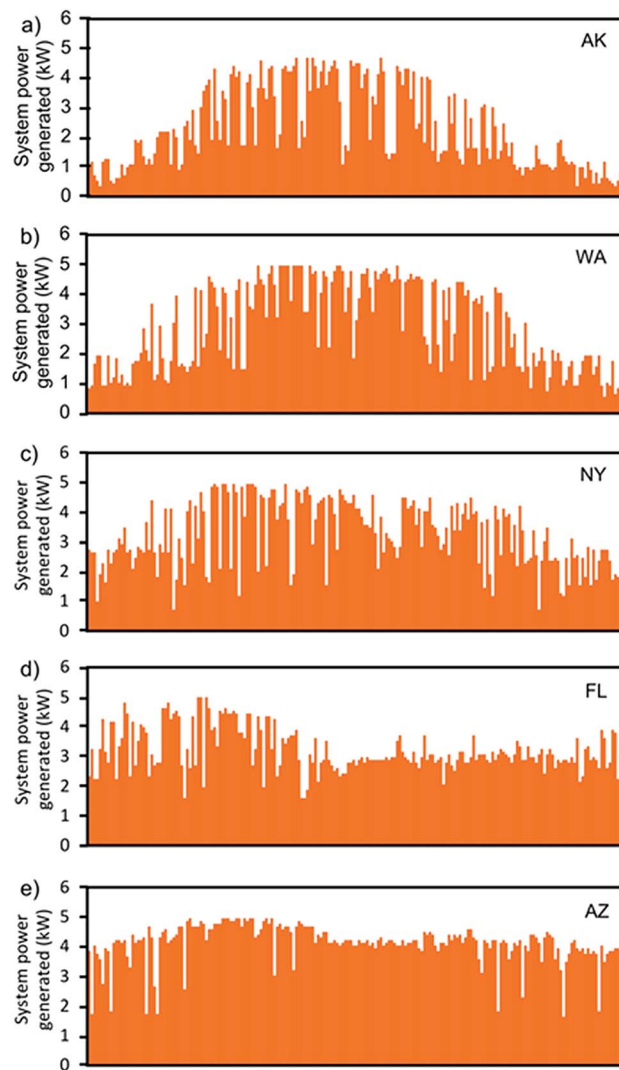 a)
System power
generated (kW)
6
5
4
3
2
1
0
AK
b)
System power
generated (kW)
6
5
4
3
2
1
0
WA
c)
System power
generated (kW)
6
5
4
3
2
1
0
NY
d)
System power
generated (kW)
6
5
4
3
2
1
0
FL
e)
System power
generated (kW)
6
5
4
3
2
1
0
AZ